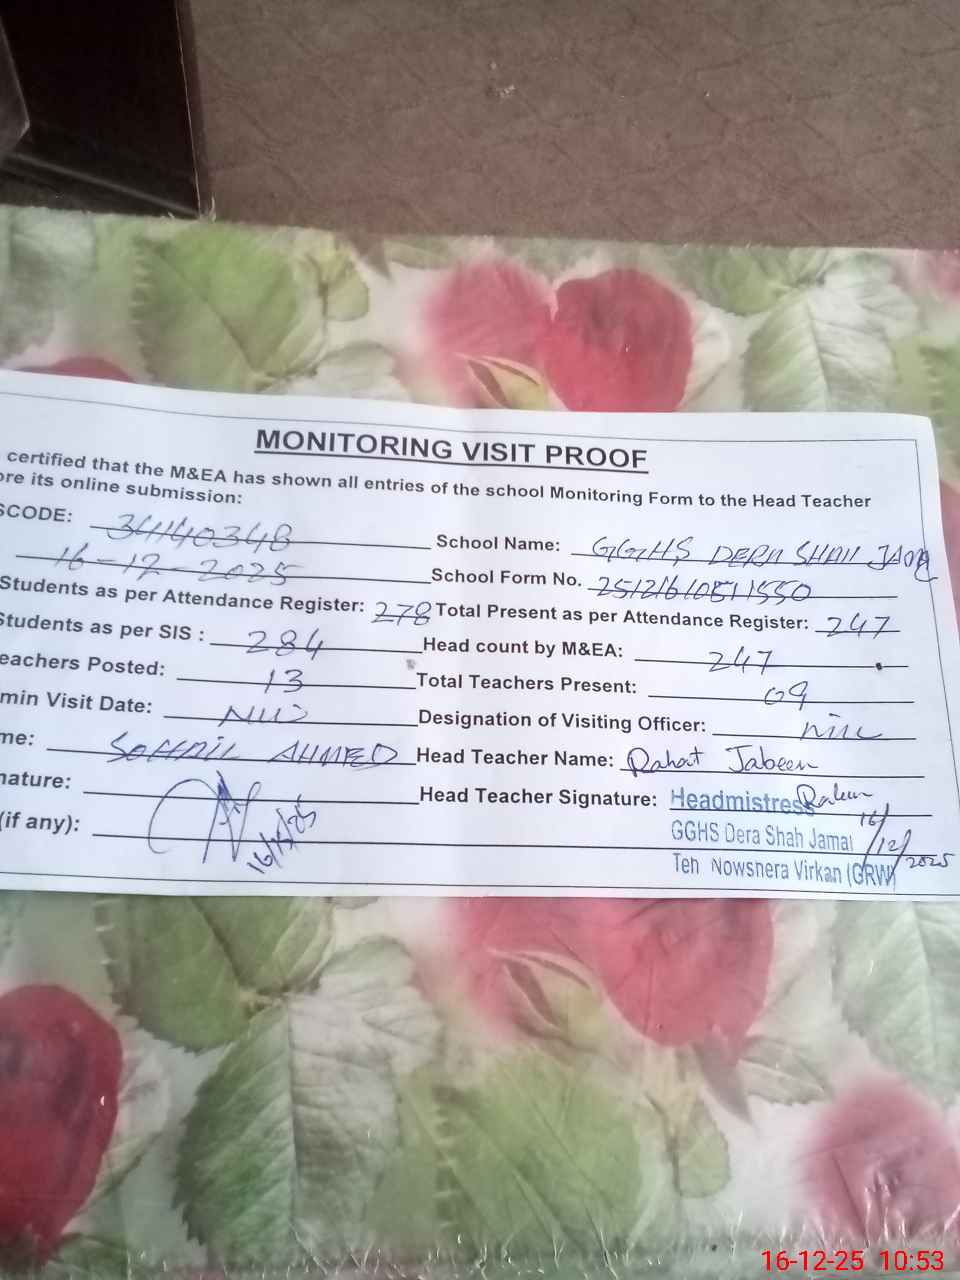 MONITORING VISIT PROOF
certified that the M&EA has shown all entries of the school Monitoring Form to the Head Teacher
ore its online submission:
SCODE: 34140348 School Name: GGHS DERA SHAH JAMAL
16-12-2025 School Form No.
Students as per Attendance Register: 278 Total Present as per Attendance Register: 247
Students as per SIS : 284 Head count by M&EA: 247
eachers Posted: 13 Total Teachers Present: 09
min Visit Date: Designation of Visiting Officer:
me: SOHAIL AHMED Head Teacher Name: Rahat Jabeen
nature: Head Teacher Signature: Headmistress
(if any): 16/12/25 GGHS Dera Shah Jamal 16/12/2025
Teh Nowsnera Virkan (GRW)
16-12-25 10:53